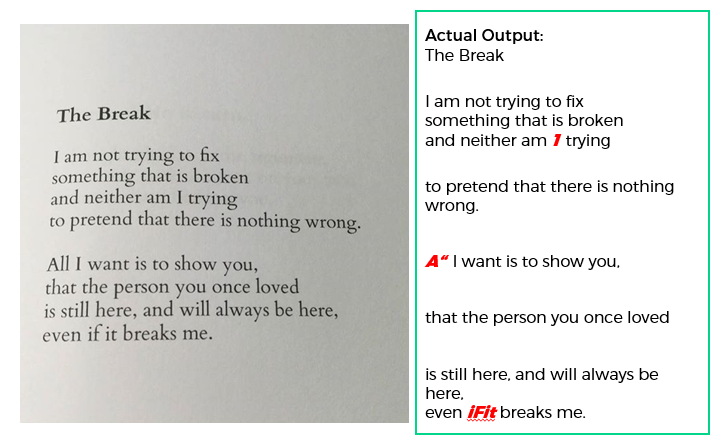 The Break
I am not trying to fix
something that is broken
and neither am I trying
to pretend that there is nothing wrong.
All I want is to show you,
that the person you once loved
is still here, and will always be here,
even if it breaks me.
Actual Output:
The Break
I am not trying to fix
something that is broken
and neither am 1 trying
to pretend that there is nothing
wrong.
A“ I want is to show you,
that the person you once loved
is still here, and will always be
here,
even iFit breaks me.